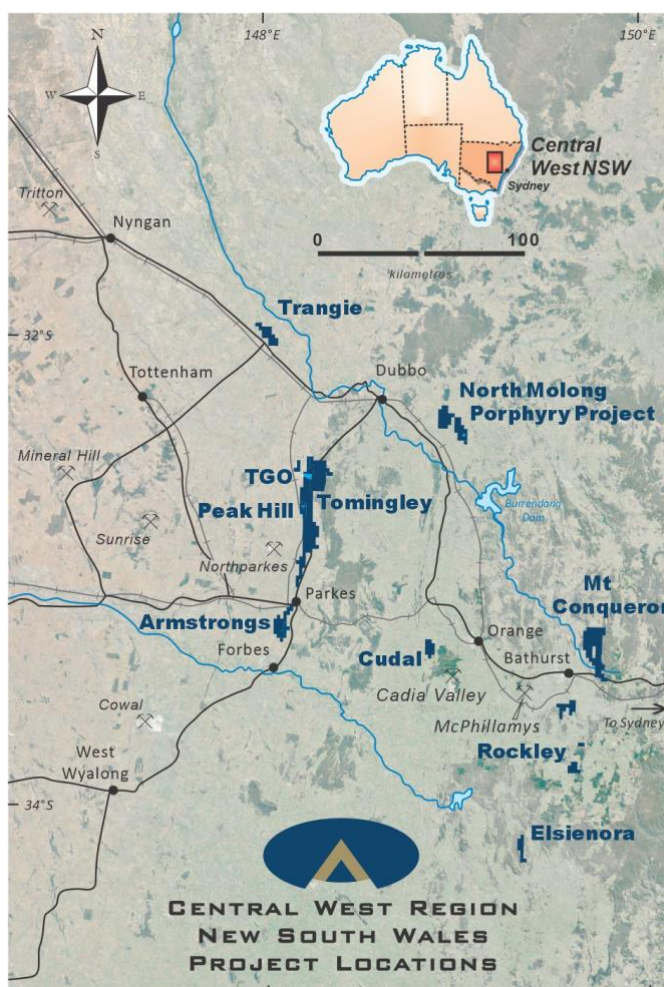 148°E
150°E
N
W
E
S
Central
West NSW
Sydney
0
100
kilometres
Tritton
Nyngan
Trangie
32°S
Tottenham
Dubbo
North Molong
Porphyry Project
Mineral Hill
TGO
Tomingley
Peak Hill
Burrendong
Dam
Sunrise
Northparkes
Mt
Conqueror
Parkes
Armstrongs
Orange
Forbes
Cudal
Bathurst
Cadia Valley
Cowal
McPhillamys
To Sydney
West
Wyalong
Rockley
34°S
Elsienora
CENTRAL WEST REGION
NEW SOUTH WALES
PROJECT LOCATIONS